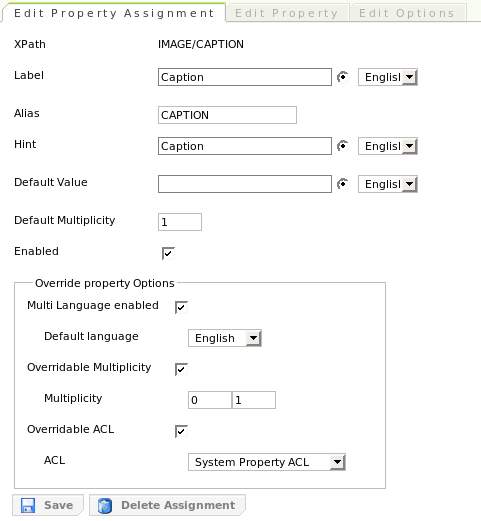 Edit Property Assignment Edit Property Edit Options
XPath IMAGE/CAPTION
Label Caption Englisl
Alias CAPTION
Hint Caption Englisl
Default Value Englisl
Default Multiplicity 1
Enabled
Override property Options
Multi Language enabled
Default language English
Overridable Multiplicity
Multiplicity 0 1
Overridable ACL
ACL System Property ACL
Save Delete Assignment